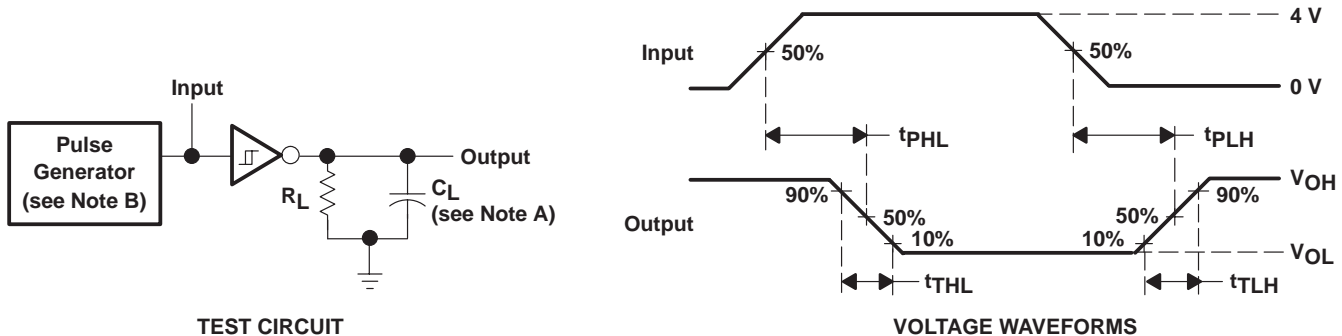 Input
Pulse
Generator
(see Note B)
RL
CL
(see Note A)
Output
TEST CIRCUIT
Input
50%
50%
4 V
0 V
tPHL
tPLH
Output
90%
50%
10%
10%
50%
90%
VOH
VOL
tTHL
tTLH
VOLTAGE WAVEFORMS